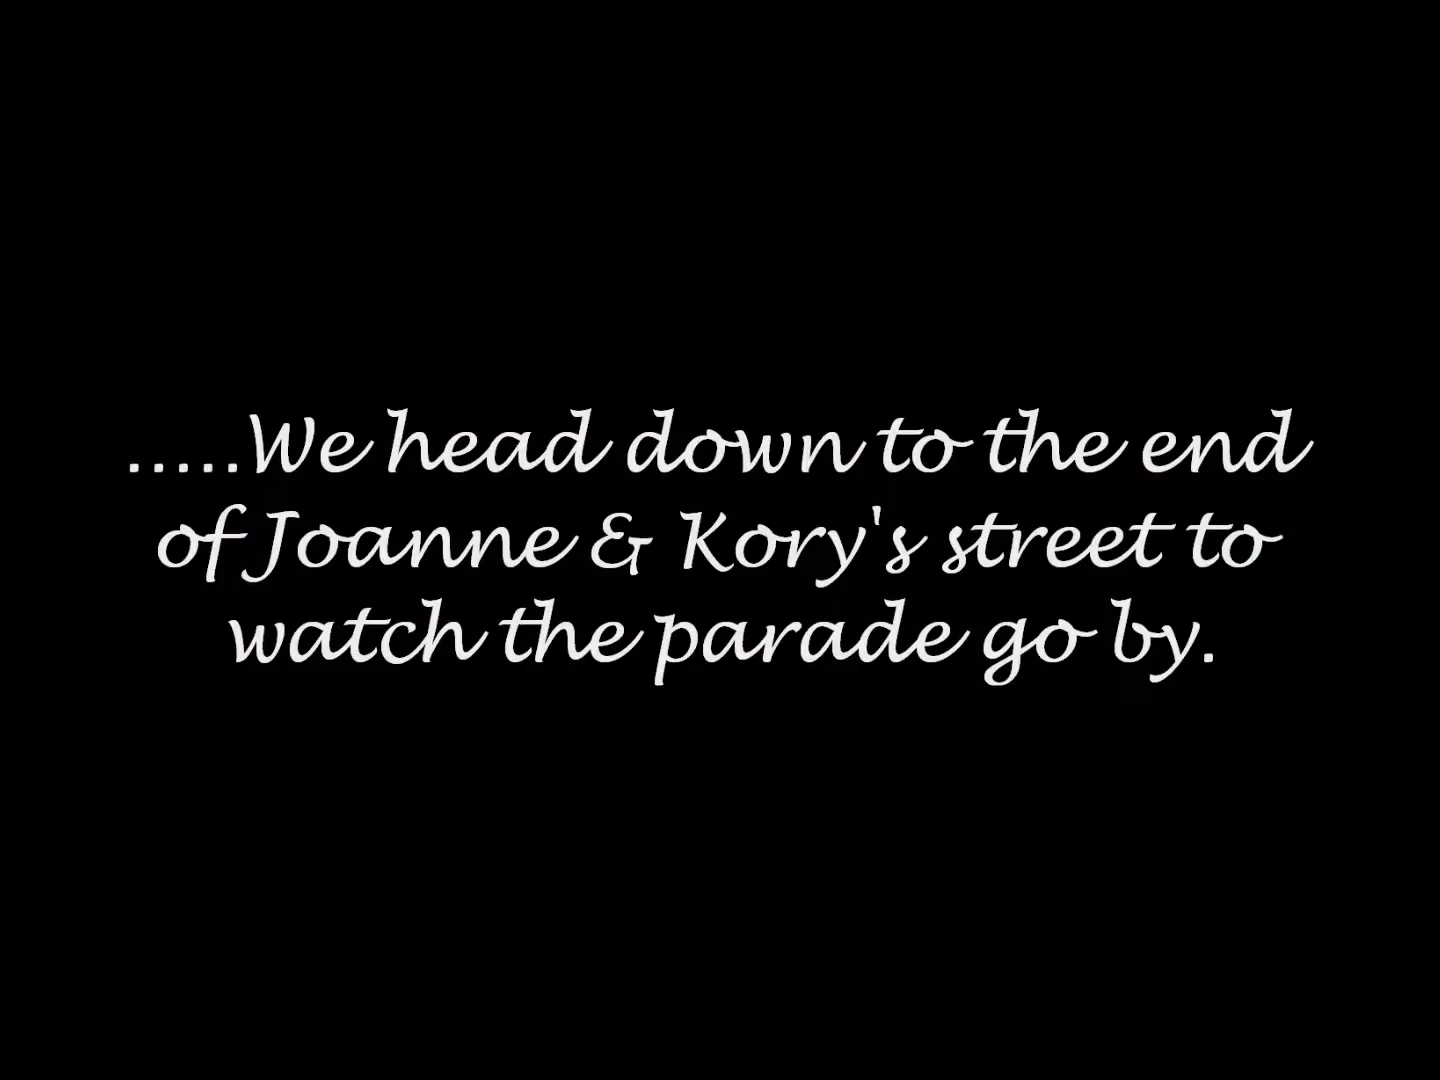 .....We head down to the end
of Joanne & Kory's street to
watch the parade go by.